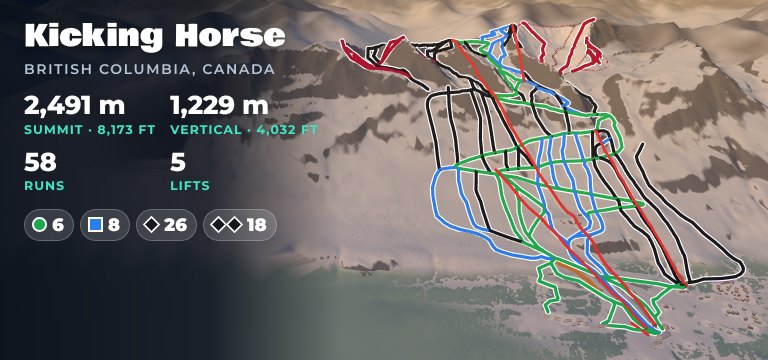 Kicking Horse
BRITISH COLUMBIA, CANADA
2,491 m 1,229 m
SUMMIT · 8,173 FT VERTICAL · 4,032 FT
58 5
RUNS LIFTS
6 8 26 18